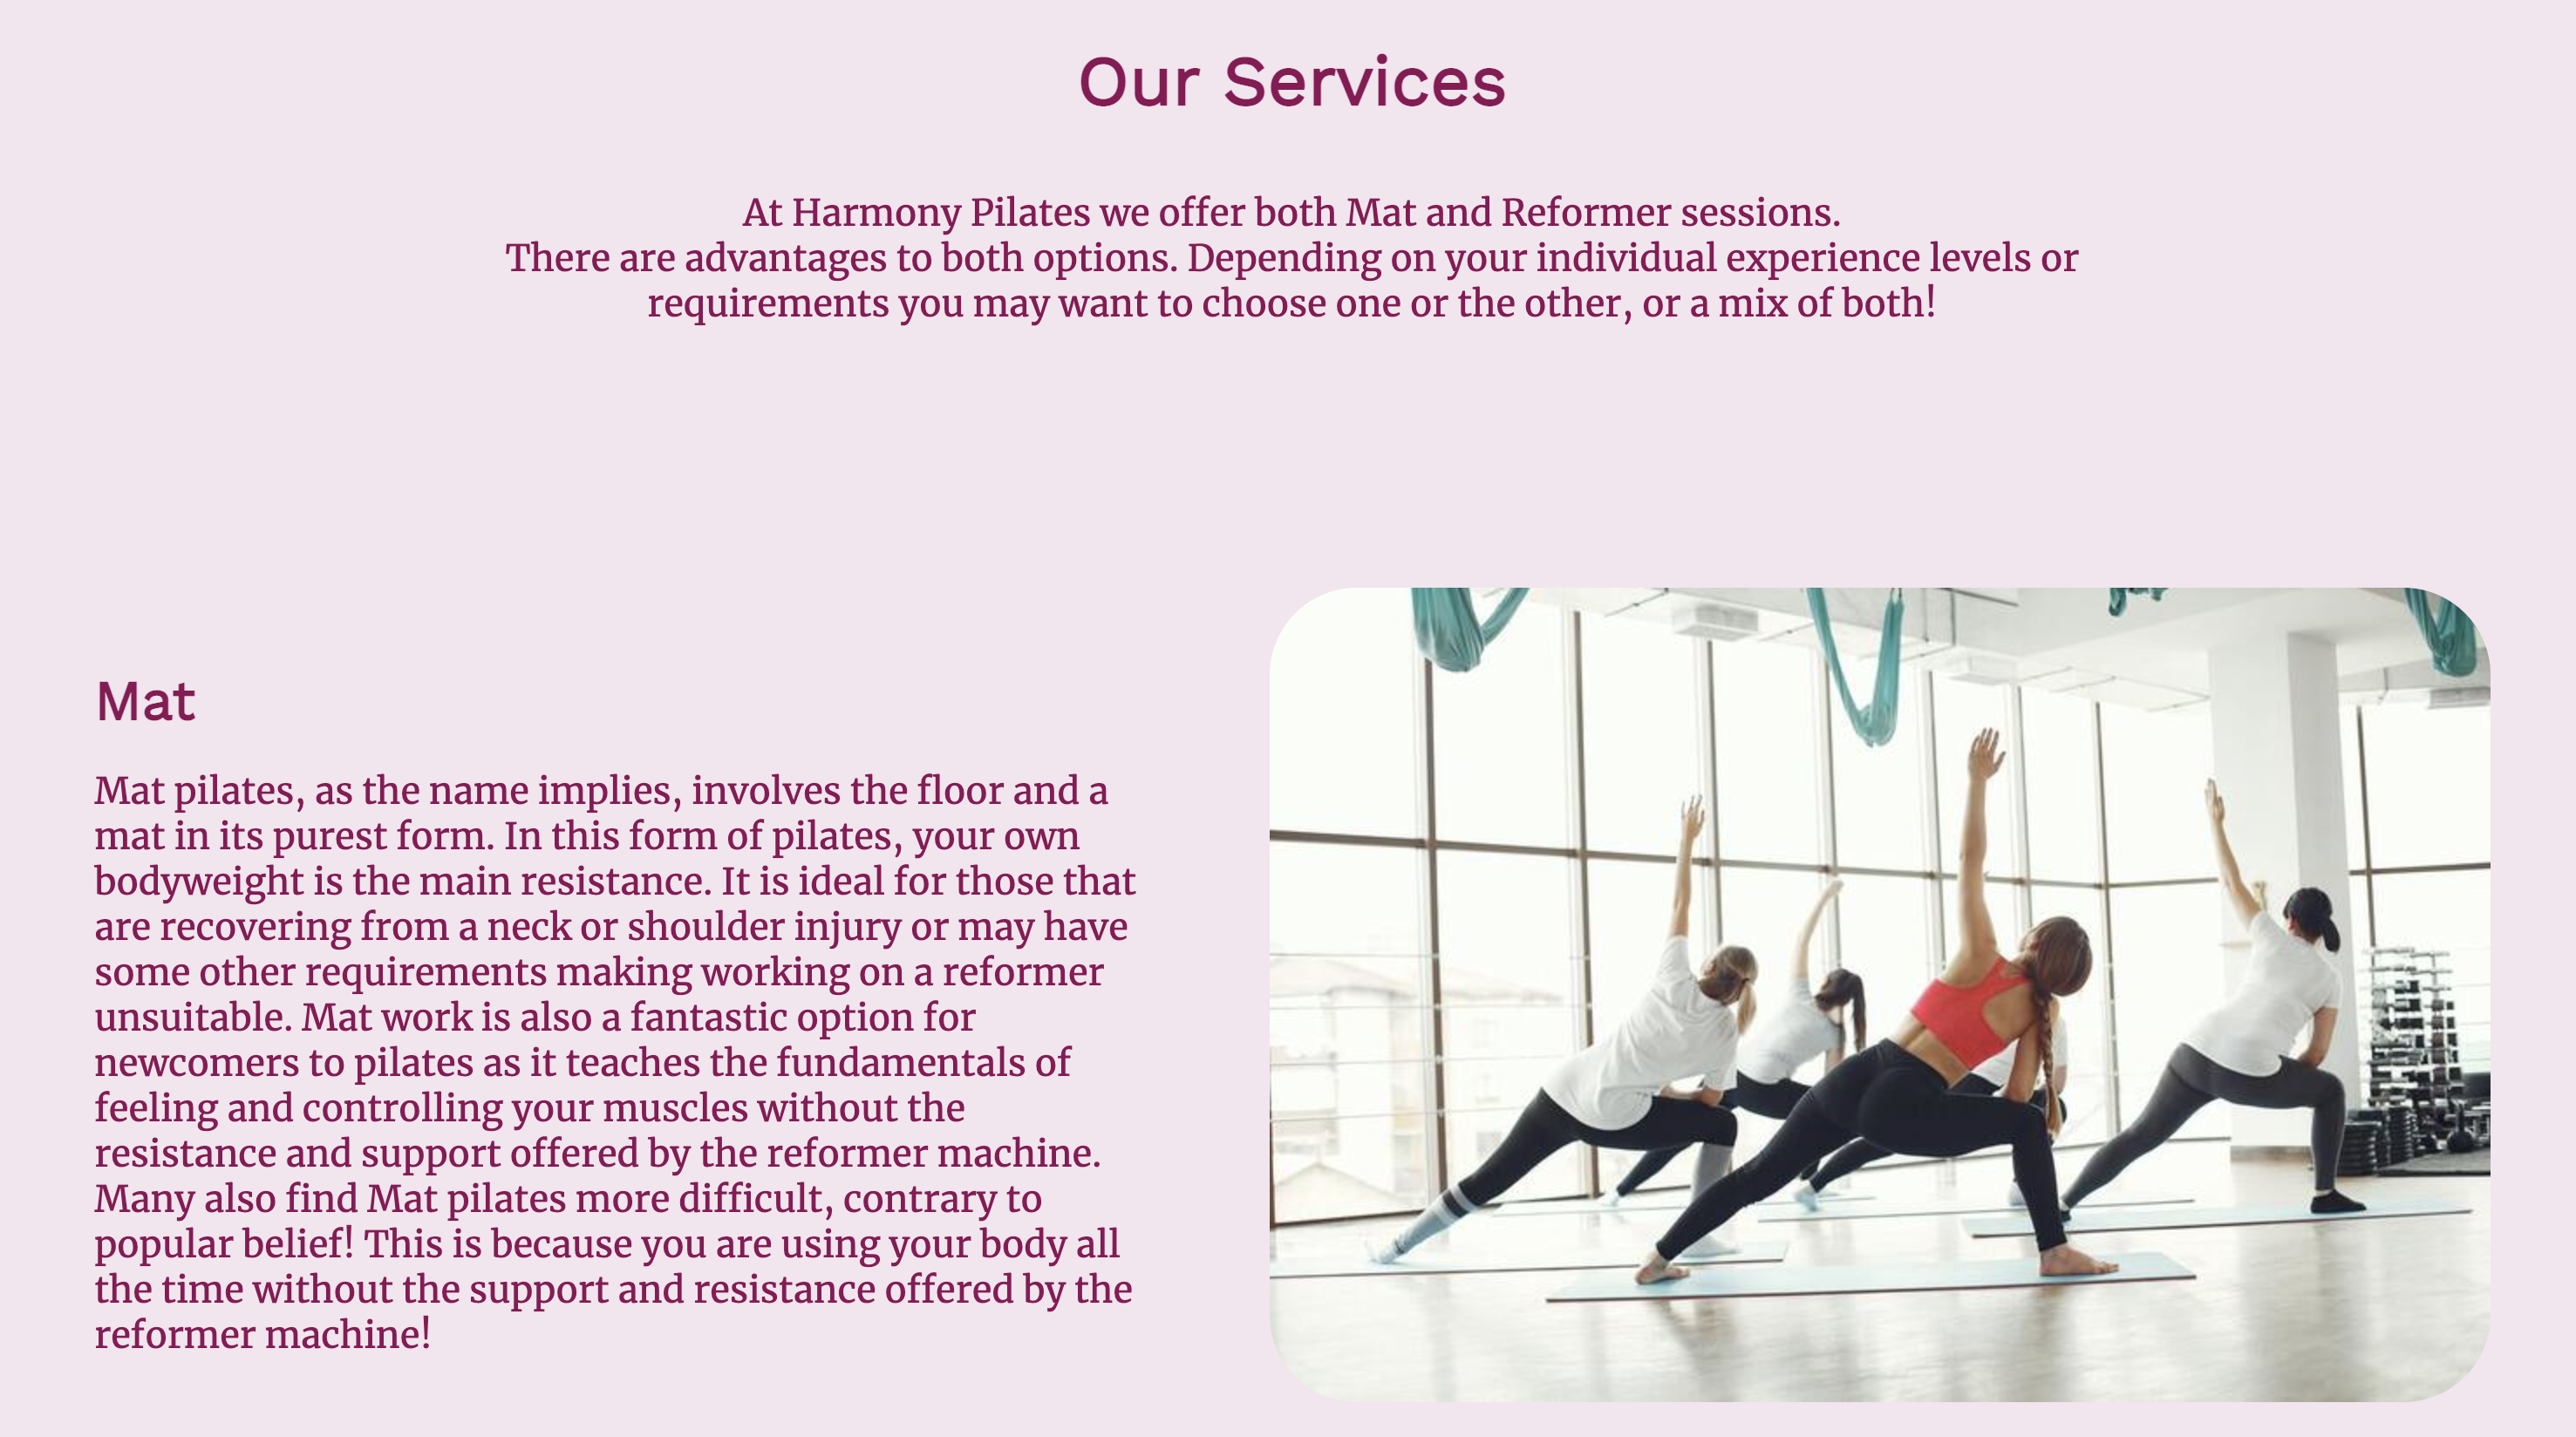 Our Services
At Harmony Pilates we offer both Mat and Reformer sessions.
There are advantages to both options. Depending on your individual experience levels or
requirements you may want to choose one or the other, or a mix of both!
Mat
Mat pilates, as the name implies, involves the floor and a
mat in its purest form. In this form of pilates, your own
bodyweight is the main resistance. It is ideal for those that
are recovering from a neck or shoulder injury or may have
some other requirements making working on a reformer
unsuitable. Mat work is also a fantastic option for
newcomers to pilates as it teaches the fundamentals of
feeling and controlling your muscles without the
resistance and support offered by the reformer machine.
Many also find Mat pilates more difficult, contrary to
popular belief! This is because you are using your body all
the time without the support and resistance offered by the
reformer machine!